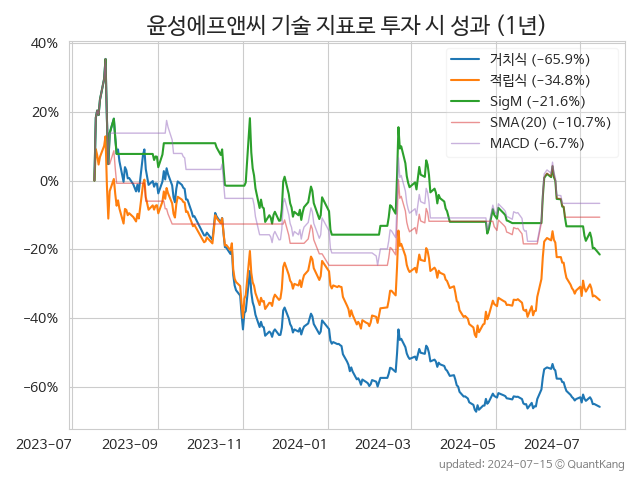 윤성에프앤씨 기술 지표로 투자 시 성과 (1년)
40%
20%
0%
−20%
−40%
−60%
거치식 (−65.9%)
적립식 (−34.8%)
SigM (−21.6%)
SMA(20) (−10.7%)
MACD (−6.7%)
2023-07
2023-09
2023-11
2024-01
2024-03
2024-05
2024-07
updated: 2024-07-15 © QuantKang